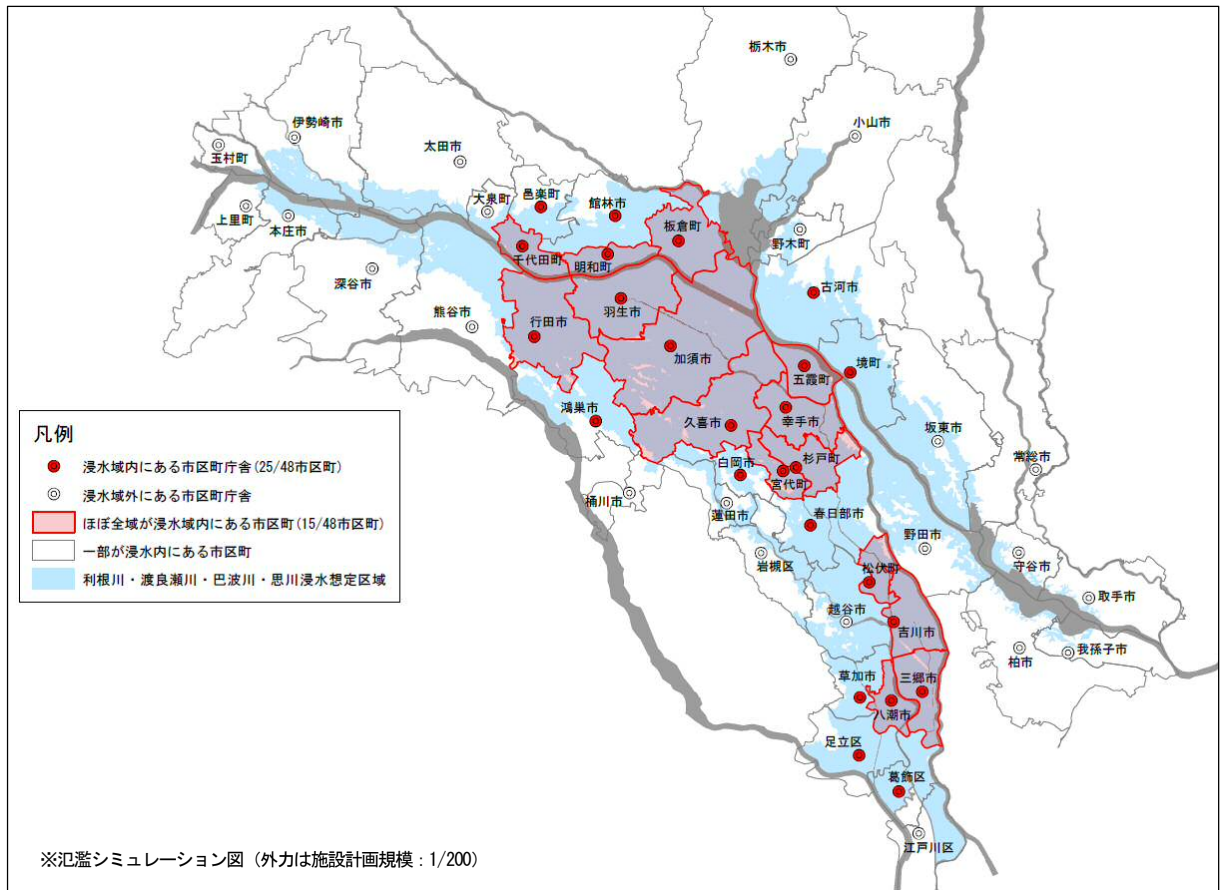 栃木市
伊勢崎市
小山市
太田市
玉村町
大泉町
邑楽町
館林市
板倉町
上里町
本庄市
野木町
千代田町
明和町
深谷市
古河市
羽生市
熊谷市
行田市
加須市
五霞町
境町
鴻巣市
久喜市
幸手市
坂東市
杉戸町
白岡市
宮代町
常総市
桶川市
蓮田市
春日部市
野田市
岩槻区
松伏町
守谷市
取手市
越谷市
吉川市
柏市
我孫子市
草加市
三郷市
八潮市
足立区
葛飾区
江戸川区
凡例
浸水域内にある市区町庁舎(25/48市区町)
浸水域外にある市区町庁舎
ほぼ全域が浸水域内にある市区町(15/48市区町)
一部が浸水内にある市区町
利根川・渡良瀬川・巴波川・思川浸水想定区域
※氾濫シミュレーション図（外力は施設計画規模：1/200）